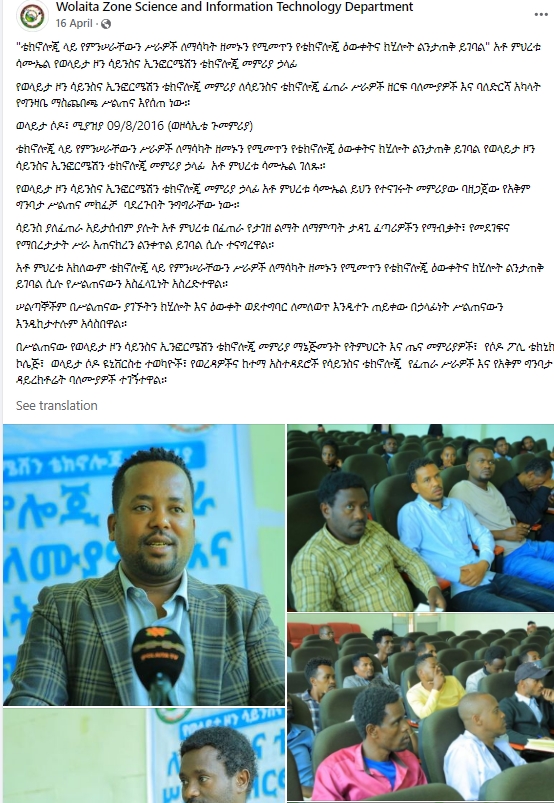 Wolaita Zone Science and Information Technology Department
16 April
"ቴክኖሎጂ ላይ የምንሠራቸውን ሥራዎች ለማሳካት ዘመኑን የሚመጥን የቴክኖሎጂ ዕውቀትና ክሂሎት ልንታጠቅ ይገባል" አቶ ምህረቱ
ሳሙኤል የወላይታ ዞን ሳይንስና ኢንፎርሜሽን ቴክኖሎጂ መምሪያ ኃላፊ
የወላይታ ዞን ሳይንስና ኢንፎርሜሽን ቴክኖሎጂ መምሪያ ለሳይንስና ቴክኖሎጂ ፈጠራ ሥራዎች ዘርፍ ባለሙያዎች እና ባለድርሻ አካላት
የግንዛቤ ማስጨበጫ ሥልጠና እየሰጠ ነው።
ወላይታ ሶዶ፣ ሚያዝያ 09/8/2016 (ወዞሳኢቴ ጉመምሪያ)
ቴክኖሎጂ ላይ የምንሠራቸውን ሥራዎች ለማሳካት ዘመኑን የሚመጥን የቴክኖሎጂ ዕውቀትና ክሂሎት ልንታጠቅ ይገባል የወላይታ ዞን
ሳይንስና ኢንፎርሜሽን ቴክኖሎጂ መምሪያ ኃላፊ አቶ ምህረቱ ሳሙኤል ገለጹ።
የወላይታ ዞን ሳይንስና ኢንፎርሜሽን ቴክኖሎጂ መምሪያ ኃላፊ አቶ ምህረቱ ሳሙኤል ይህን የተናገሩት መምሪያው ባዘጋጀው የአቅም
ግንባታ ሥልጠና መክፈቻ ባደረጉበት ንግግራቸው ነው።
ሳይንስ ያለፈጠራ አይታሰብም ያሉት አቶ ምህረቱ በፈጠራ የታገዘ ልማት ለማምጣት ታዳጊ ፈጣሪዎችን የማብቃት፣ የመደገፍና
የማበረታታት ሥራ አጠናክረን ልንቀጥል ይገባል ሲሉ ተናግረዋል።
አቶ ምህረቱ አክለውም ቴክኖሎጂ ላይ የምንሠራቸውን ሥራዎች ለማሳካት ዘመኑን የሚመጥን የቴክኖሎጂ ዕውቀትና ክሂሎት ልንታጠቅ
ይገባል ሲሉ የሥልጠናውን አስፈላጊነት አስረድተዋል።
ሠልጣኞችም በሥልጠናው ያገኙትን ክሂሎት እና ዕውቀት ወደተግባር ለመለወጥ እንዲተጉ ጠይቀው በኃላፊነት ሥልጠናውን
እንዲከታተሉም አሳስበዋል።
በሥልጠናው የወላይታ ዞን ሳይንስና ኢንፎርሜሽን ቴክኖሎጂ መምሪያ ማኔጅመንት የትምህርት እና ጤና መምሪያዎች፣ የሶዶ ፖሊ ቴክኒክ
ኮሌጅ፣ ወላይታ ሶዶ ዩኒቨርስቲ ተወካዮች፣ የወረዳዎችና ከተማ አስተዳደሮች የሳይንስና ቴክኖሎጂ የፈጠራ ሥራዎች እና የአቅም ግንባታ
ዳይሬክቶሬት ባለሙያዎች ተገኝተዋል።
See translation